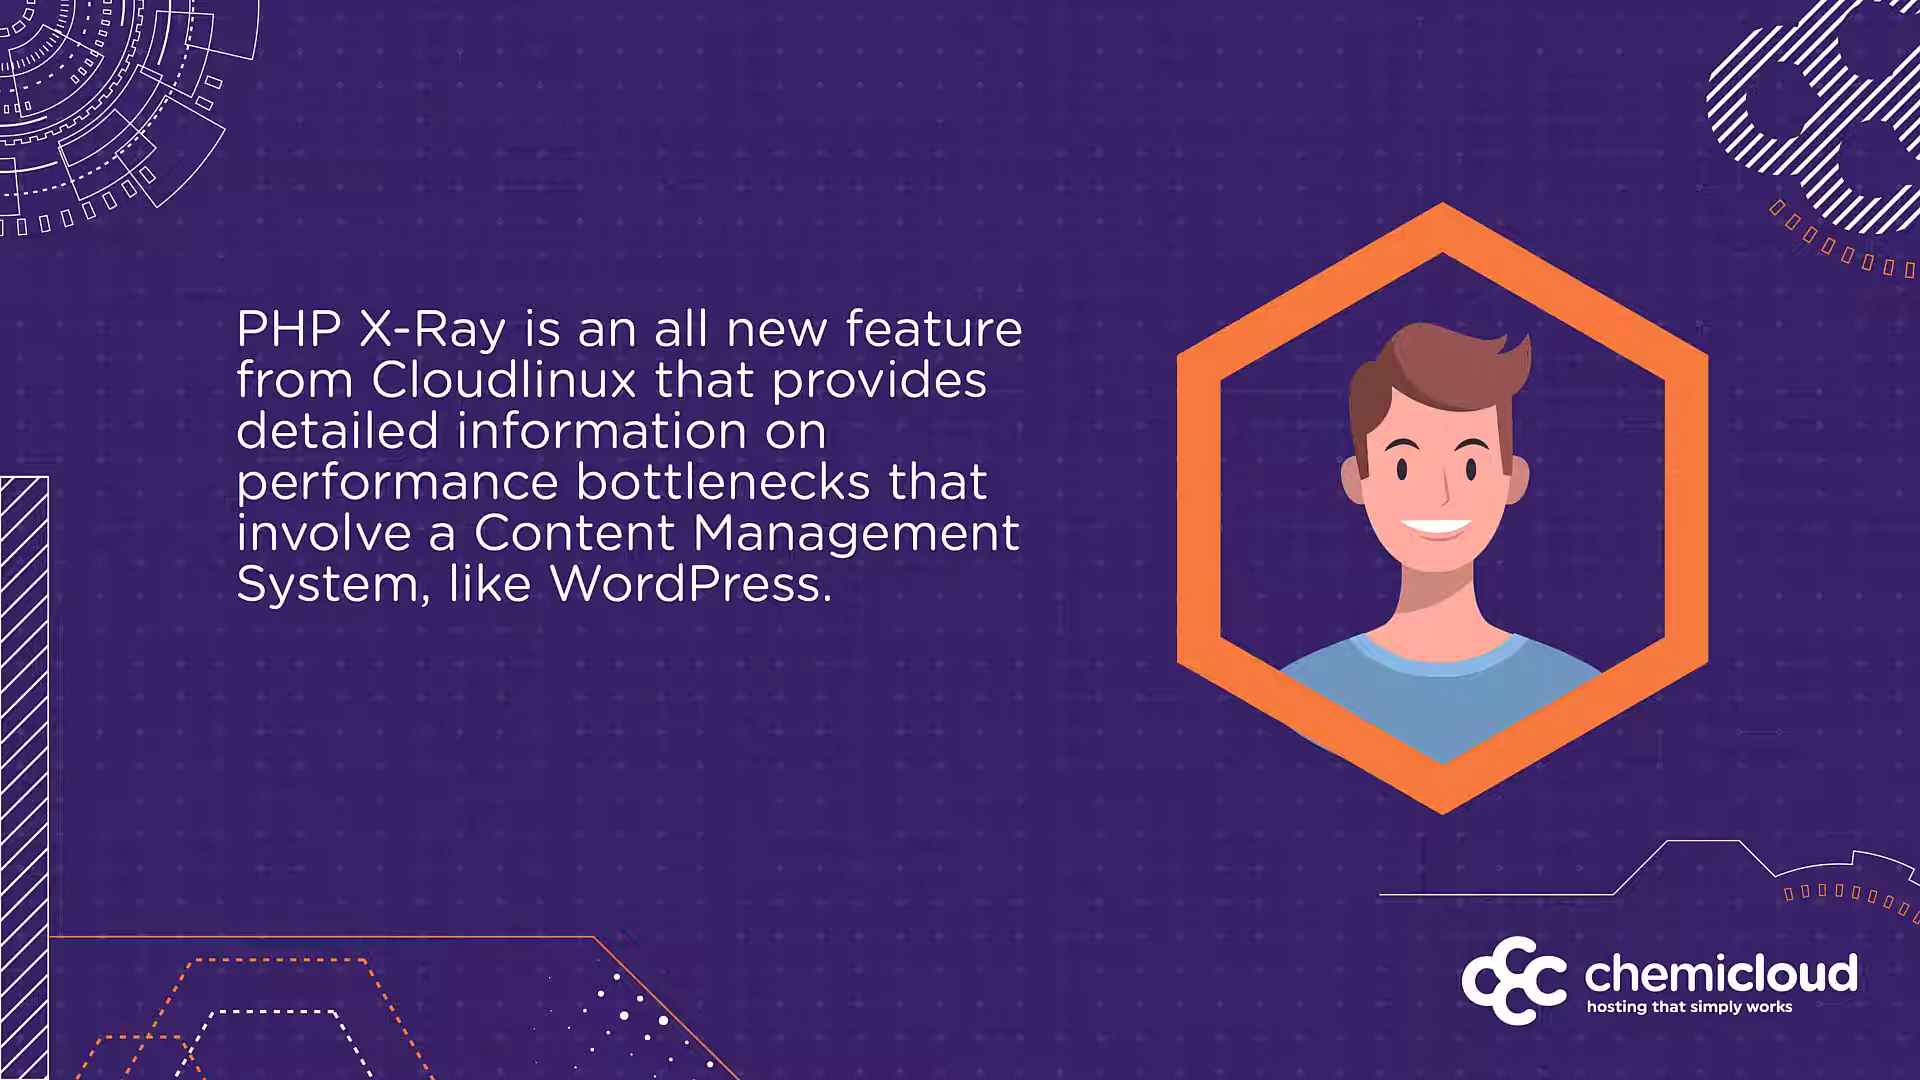 PHP X-Ray is an all new feature
from Cloudlinux that provides
detailed information on
performance bottlenecks that
involve a Content Management
System, like WordPress.
chemicloud
hosting that simply works